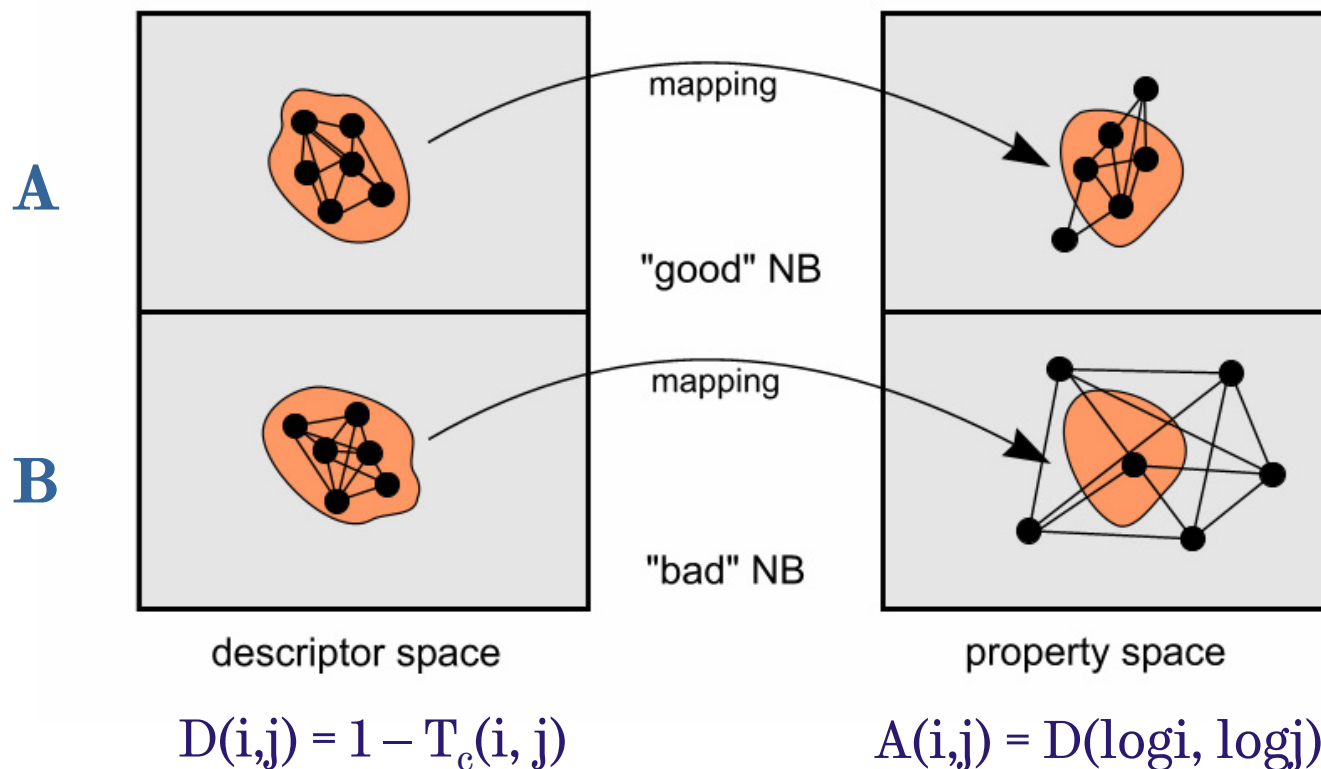 mapping
A
"good" NB
mapping
B
"bad" NB
descriptor space
property space
D(i,j) = 1 – Tc(i, j)
A(i,j) = D(logi, logj)